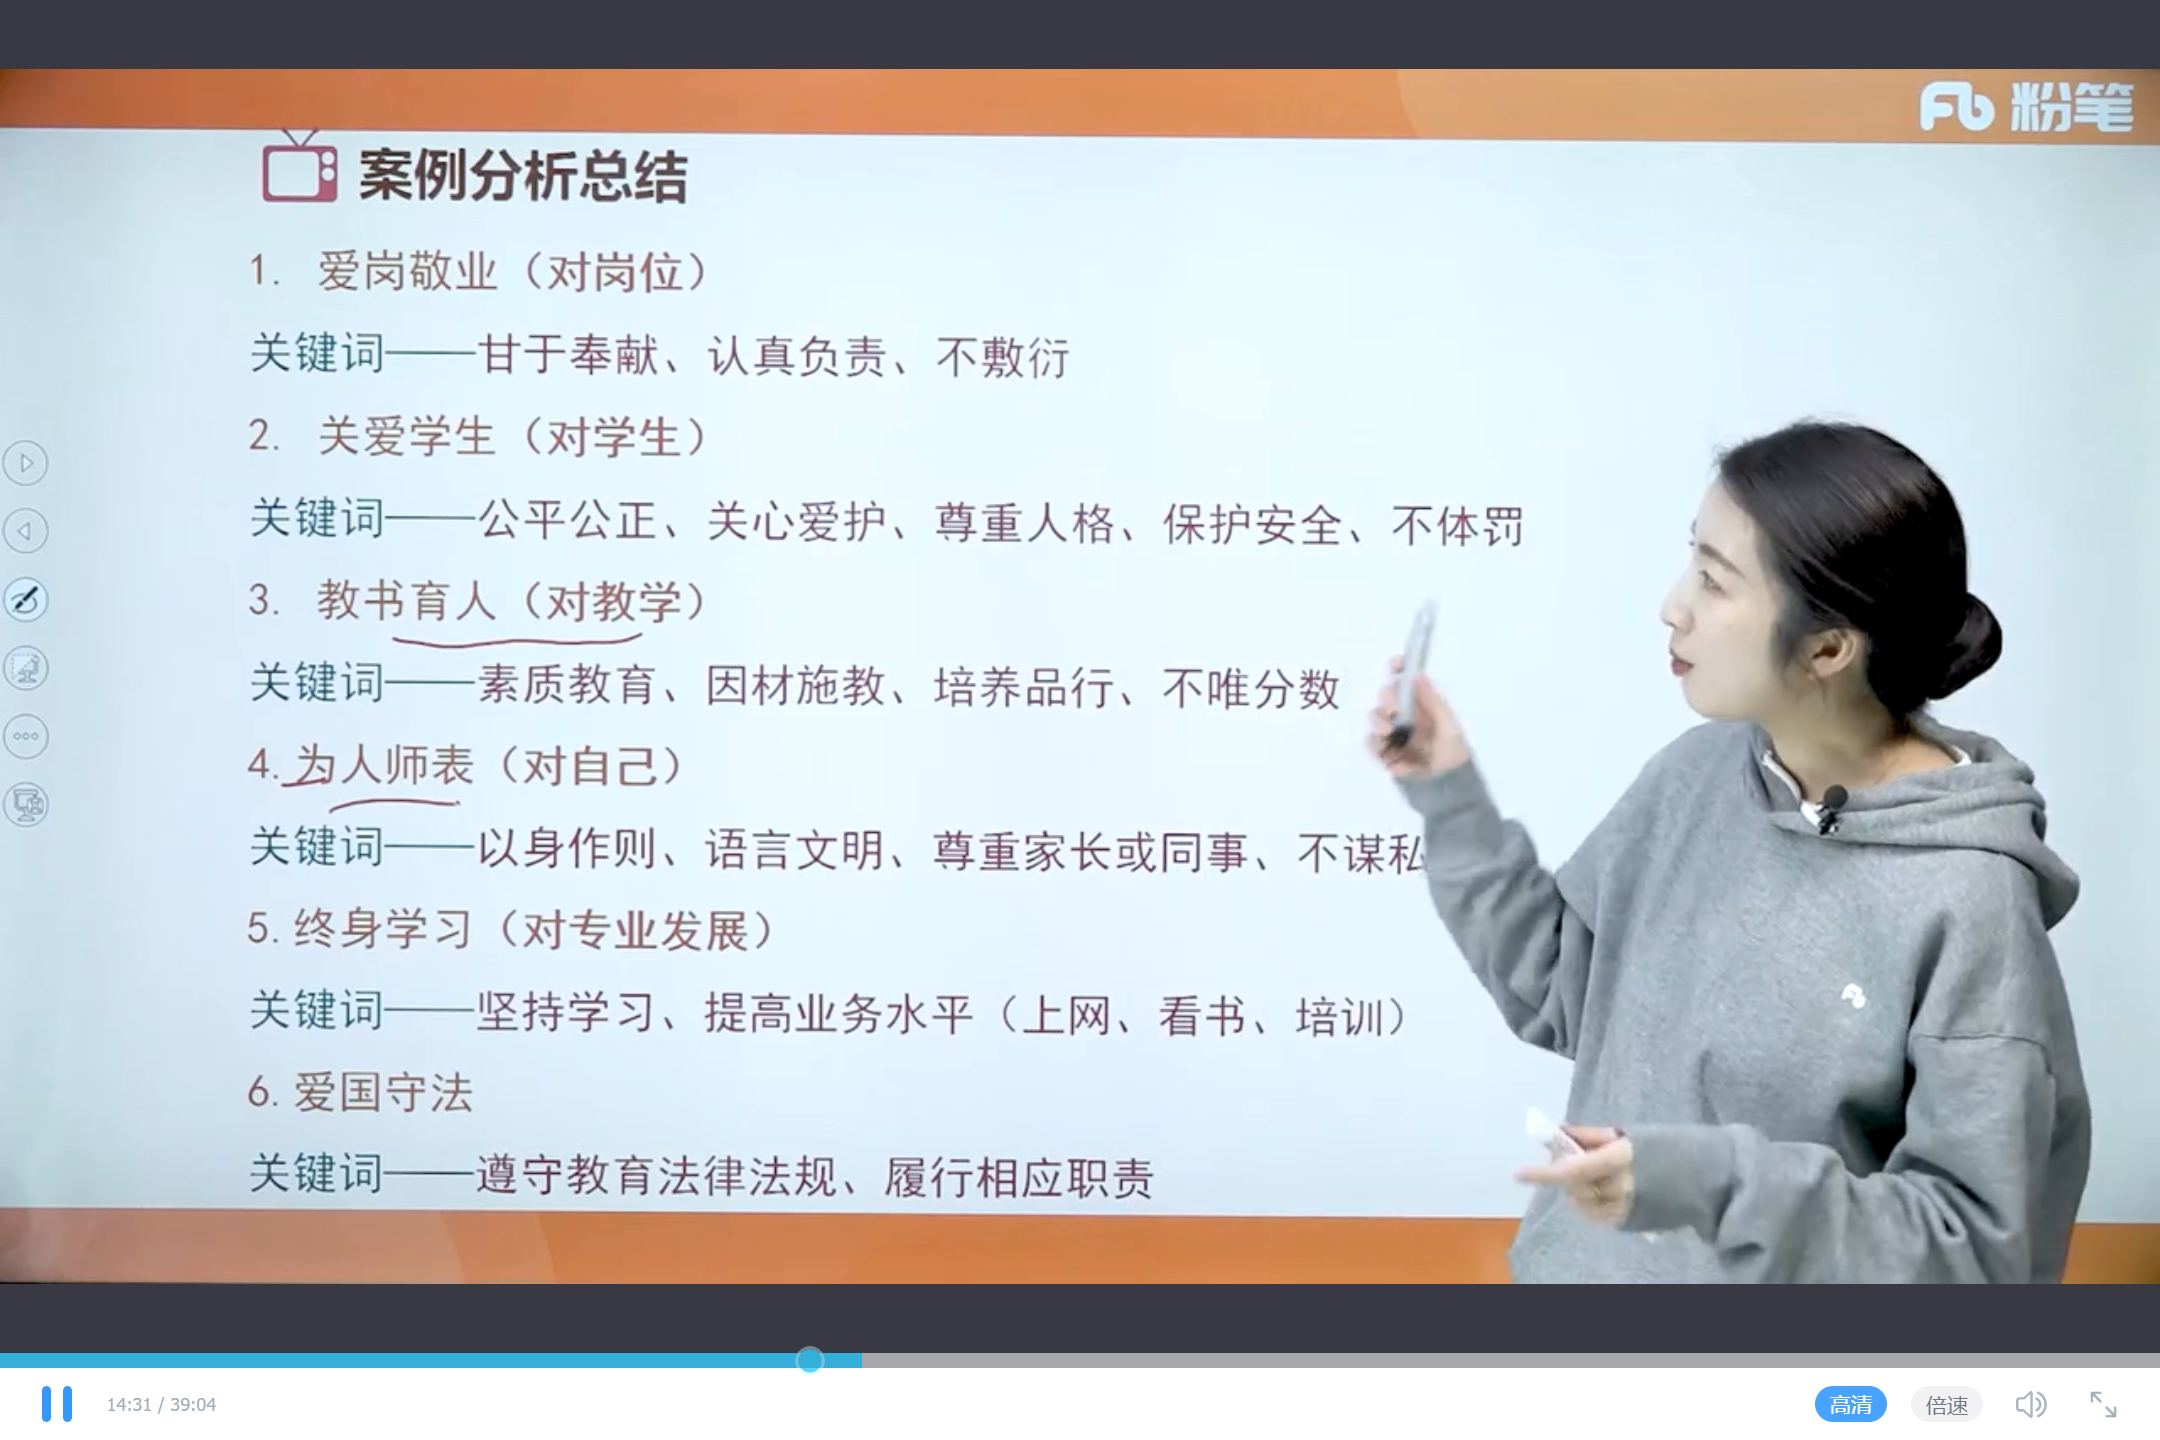 粉笔
案例分析总结
1. 爱岗敬业（对岗位）
关键词——甘于奉献、认真负责、不敷衍
2. 关爱学生（对学生）
关键词——公平公正、关心爱护、尊重人格、保护安全、不体罚
3. 教书育人（对教学）
关键词——素质教育、因材施教、培养品行、不唯分数
4. 为人师表（对自己）
关键词——以身作则、语言文明、尊重家长或同事、不谋私
5. 终身学习（对专业发展）
关键词——坚持学习、提高业务水平（上网、看书、培训）
6. 爱国守法
关键词——遵守教育法律法规、履行相应职责
14:31 / 39:04
高清
倍速